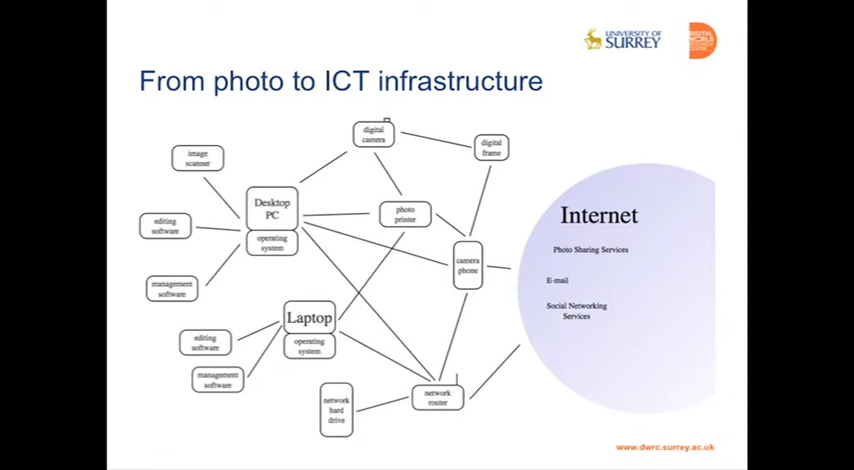 UNIVERSITY OF
SURREY
DIGITAL
WORLD
RESEARCH
CENTRE
From photo to ICT infrastructure
digital
camera
digital
frame
image
scanner
Desktop
PC
operating
system
photo
printer
editing
software
camera
phone
management
software
Laptop
operating
system
editing
software
management
software
network
hard
drive
network
router
Internet
Photo Sharing Services
E-mail
Social Networking
Services
www.dwrc.surrey.ac.uk